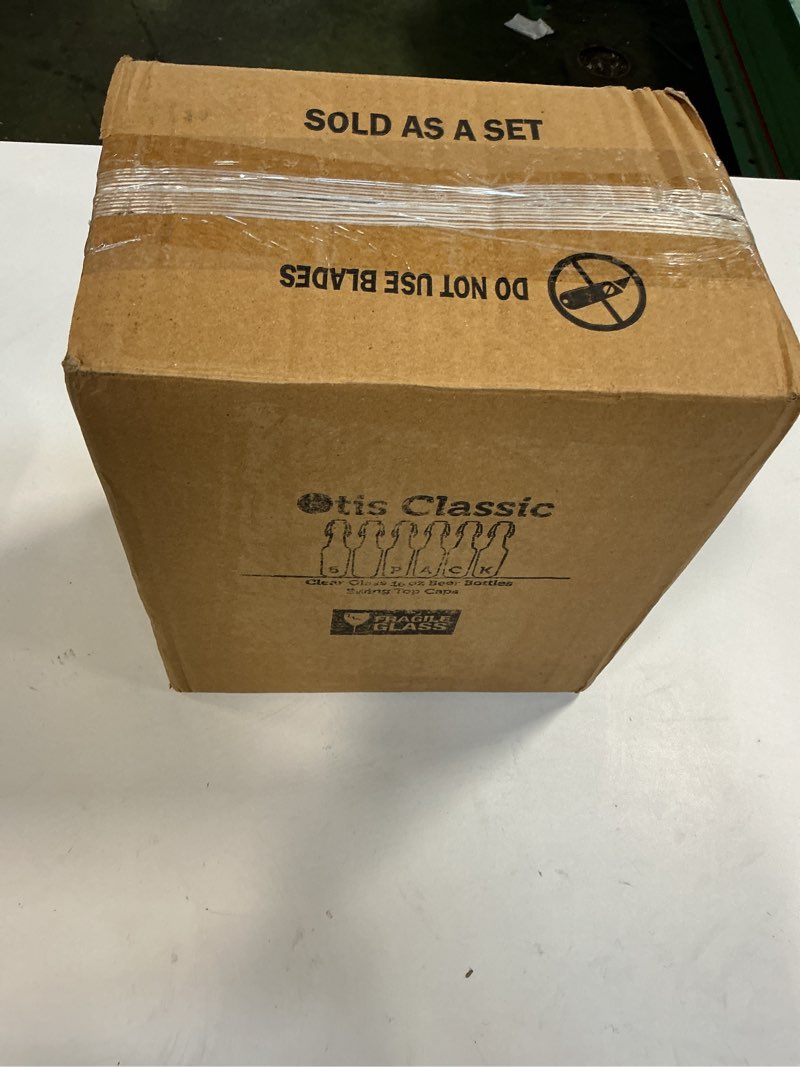 SOLD AS A SET
DO NOT USE BLADES
Otis Classic
6 PACK
Clear Glass 16 oz Beer Bottles
Swing Top Caps
FRAGILE
GLASS